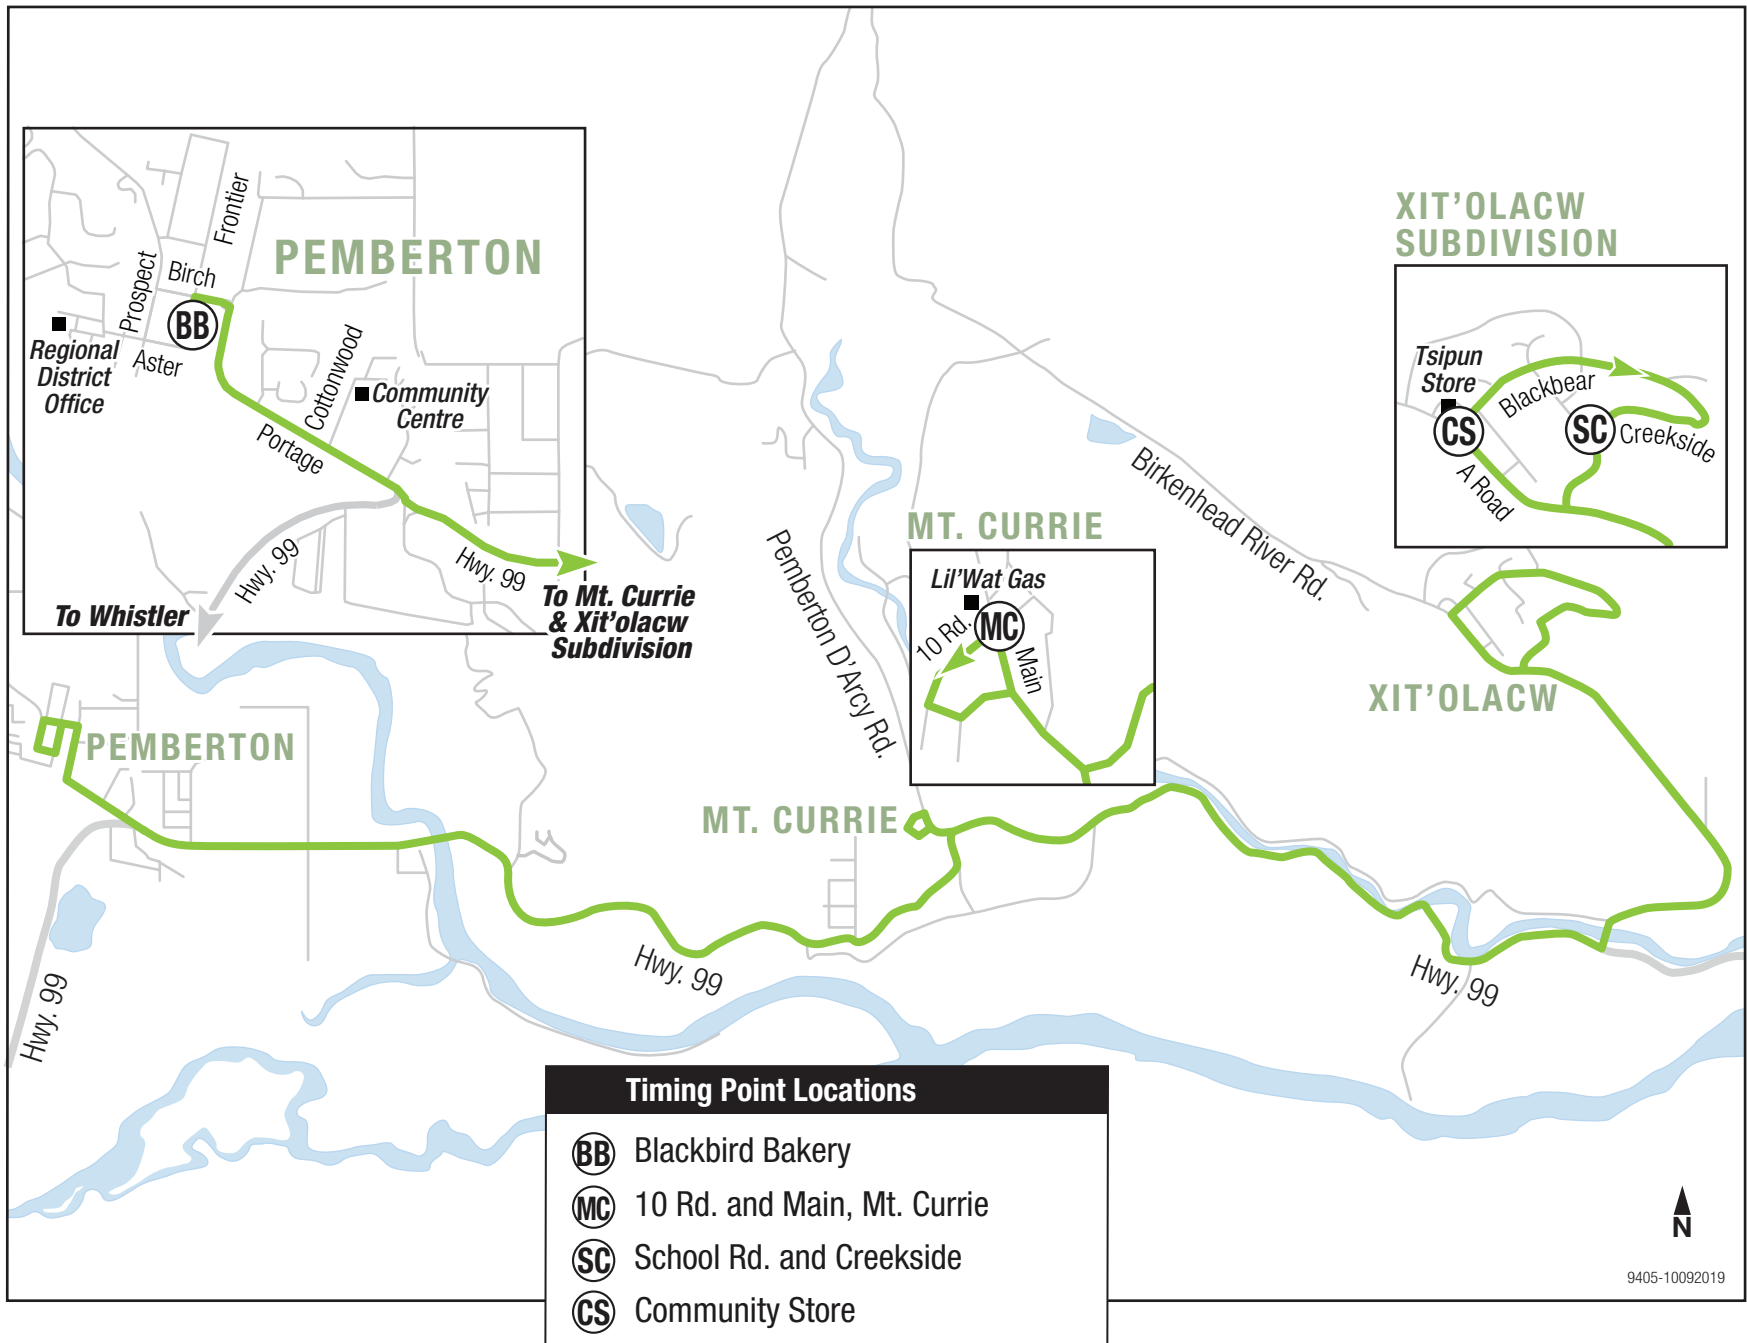 XIT'OLACW
SUBDIVISION
Tsipun
Store
Blackbear
CS
SC
Creekside
A Road
PEMBERTON
Frontier
Birch
Prospect
BB
Aster
Regional
District
Office
Cottonwood
Community
Centre
Portage
Hwy. 99
Hwy. 99
To Whistler
To Mt. Currie
& Xit'olacw
Subdivision
Birkenhead River Rd.
Pemberton D'Arcy Rd.
MT. CURRIE
Lil'Wat Gas
10 Rd.
MC
Main
XIT'OLACW
PEMBERTON
MT. CURRIE
Hwy. 99
Hwy. 99
Hwy. 99
Timing Point Locations
BB Blackbird Bakery
MC 10 Rd. and Main, Mt. Currie
SC School Rd. and Creekside
CS Community Store
N
9405-10092019